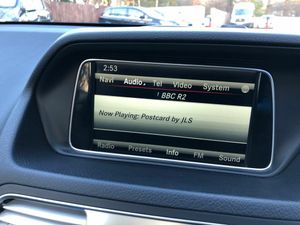 2:53
Navi Audio Tel Video System
BBC R2
Now Playing: Postcard by JLS
Radio Presets Info FM Sound